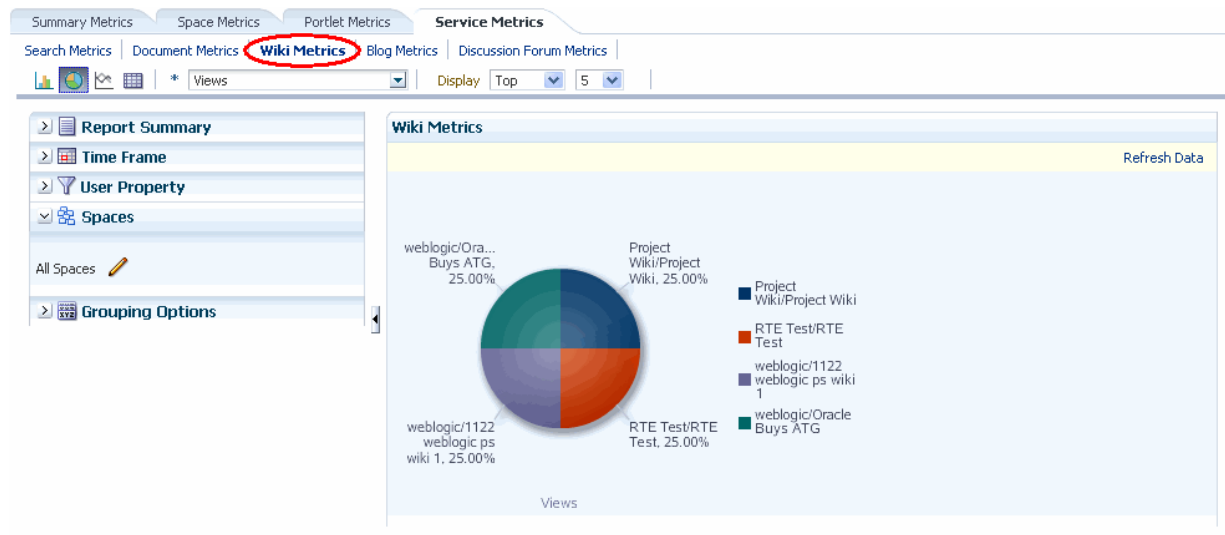 Summary Metrics Space Metrics Portlet Metrics Service Metrics
Search Metrics Document Metrics Wiki Metrics Blog Metrics Discussion Forum Metrics
* Views Display Top 5
Report Summary
Time Frame
User Property
Spaces
All Spaces
Grouping Options
Wiki Metrics
Refresh Data
weblogic/Ora...
Buys ATG,
25.00%
Project
Wiki/Project
Wiki, 25.00%
weblogic/1122
weblogic ps
wiki 1, 25.00%
RTE Test/RTE
Test, 25.00%
Views
Project
Wiki/Project Wiki
RTE Test/RTE
Test
weblogic/1122
weblogic ps wiki
1
weblogic/Oracle
Buys ATG